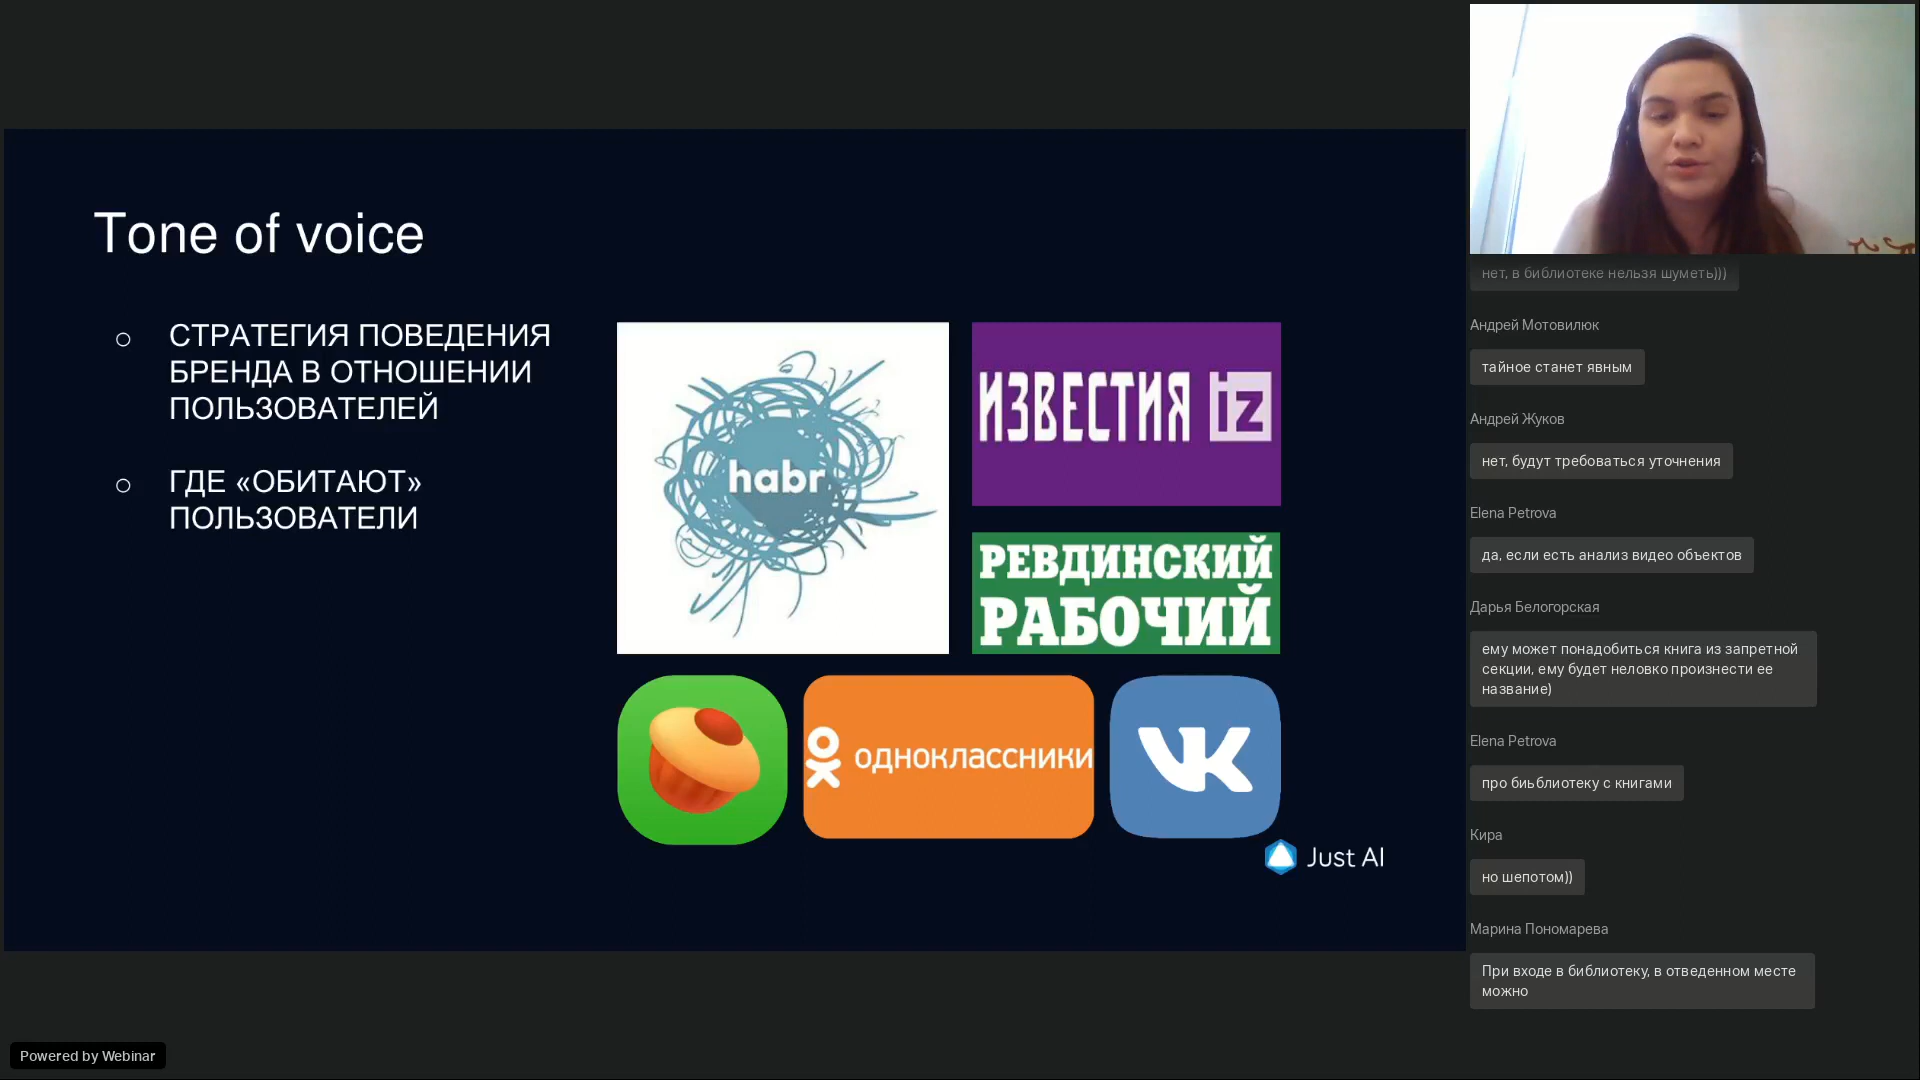 Tone of voice
СТРАТЕГИЯ ПОВЕДЕНИЯ
БРЕНДА В ОТНОШЕНИИ
ПОЛЬЗОВАТЕЛЕЙ
ГДЕ «ОБИТАЮТ»
ПОЛЬЗОВАТЕЛИ
habr
ИЗВЕСТИЯ iz
РЕВДИНСКИЙ
РАБОЧИЙ
одноклассники
VK
Just AI
нет, в библиотеке нельзя шуметь)))
Андрей Мотовилюк
тайное станет явным
Андрей Жуков
нет, будут требоваться уточнения
Elena Petrova
да, если есть анализ видео объектов
Дарья Белогорская
ему может понадобиться книга из запретной
секции, ему будет неловко произнести ее
название)
Elena Petrova
про биьблиотеку с книгами
Кира
но шепотом))
Марина Пономарева
При входе в библиотеку, в отведенном месте
можно
Powered by Webinar